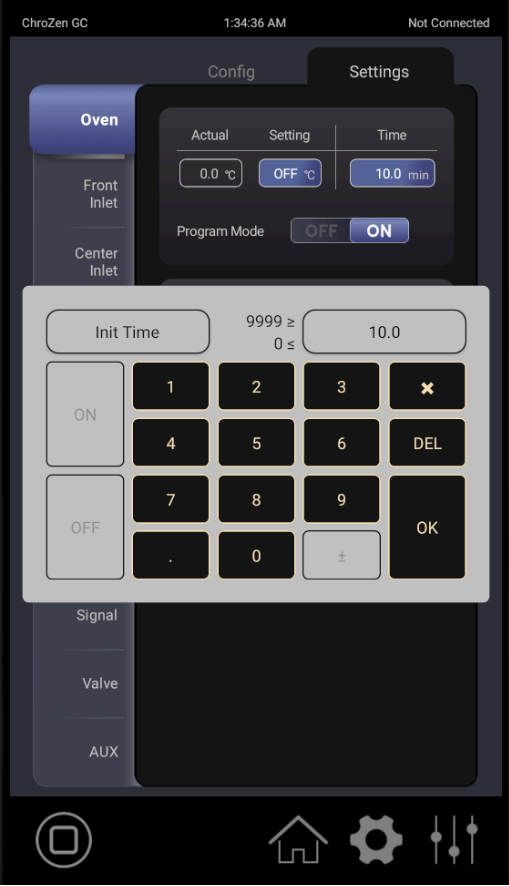 ChroZen GC 1:34:36 AM Not Connected
Config Settings
Oven
Actual Setting Time
0.0 ℃ OFF ℃ 10.0 min
Front
Inlet
Program Mode OFF ON
Center
Inlet
Init Time 9999 ≥ 10.0
0 ≤
ON 1 2 3 ×
4 5 6 DEL
OFF 7 8 9 OK
. 0 ±
Signal
Valve
AUX